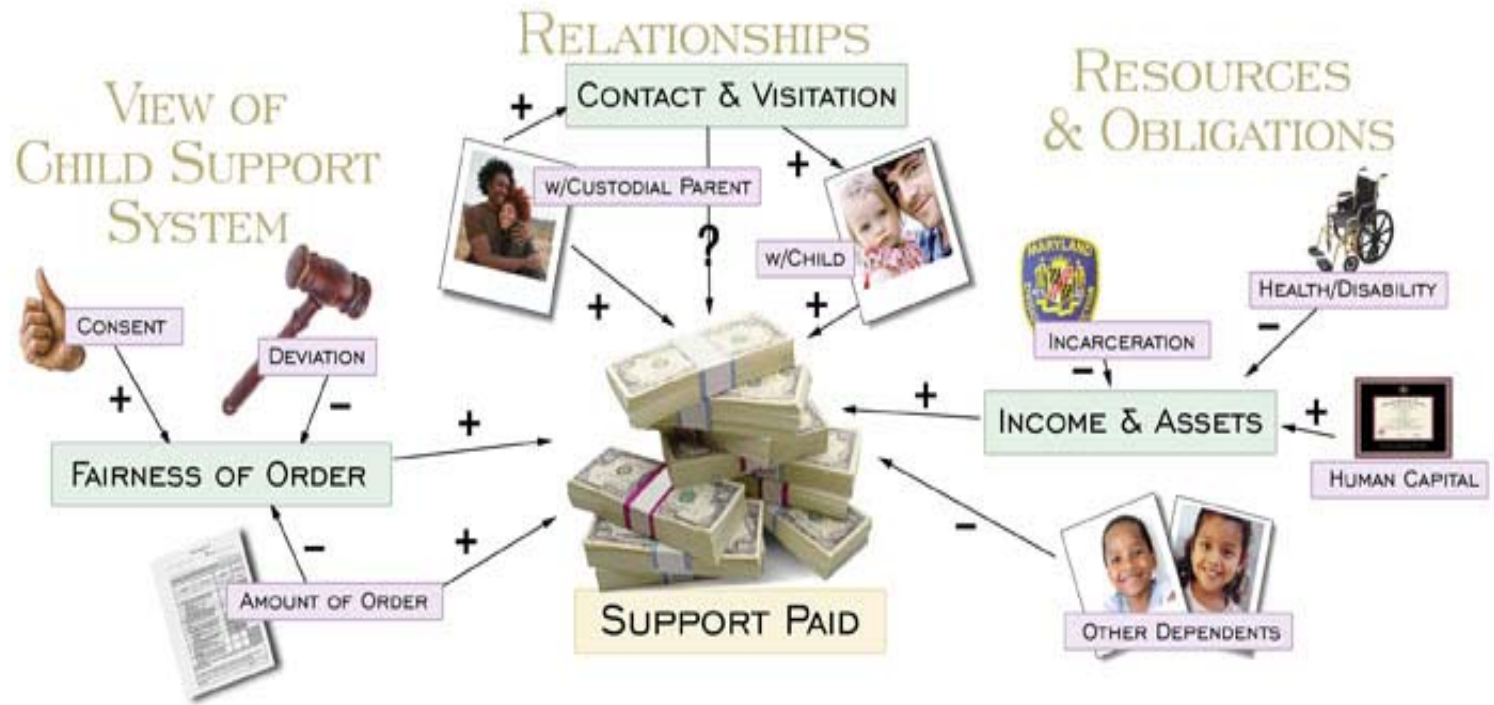 RELATIONSHIPS
CONTACT & VISITATION
W/CUSTODIAL PARENT
?
W/CHILD
+
+
+
+
VIEW OF
CHILD SUPPORT
SYSTEM
CONSENT
DEVIATION
+
–
FAIRNESS OF ORDER
+
–
+
AMOUNT OF ORDER
RESOURCES
& OBLIGATIONS
MARYLAND
HEALTH/DISABILITY
INCARCERATION
–
–
INCOME & ASSETS
+
+
HUMAN CAPITAL
–
OTHER DEPENDENTS
SUPPORT PAID